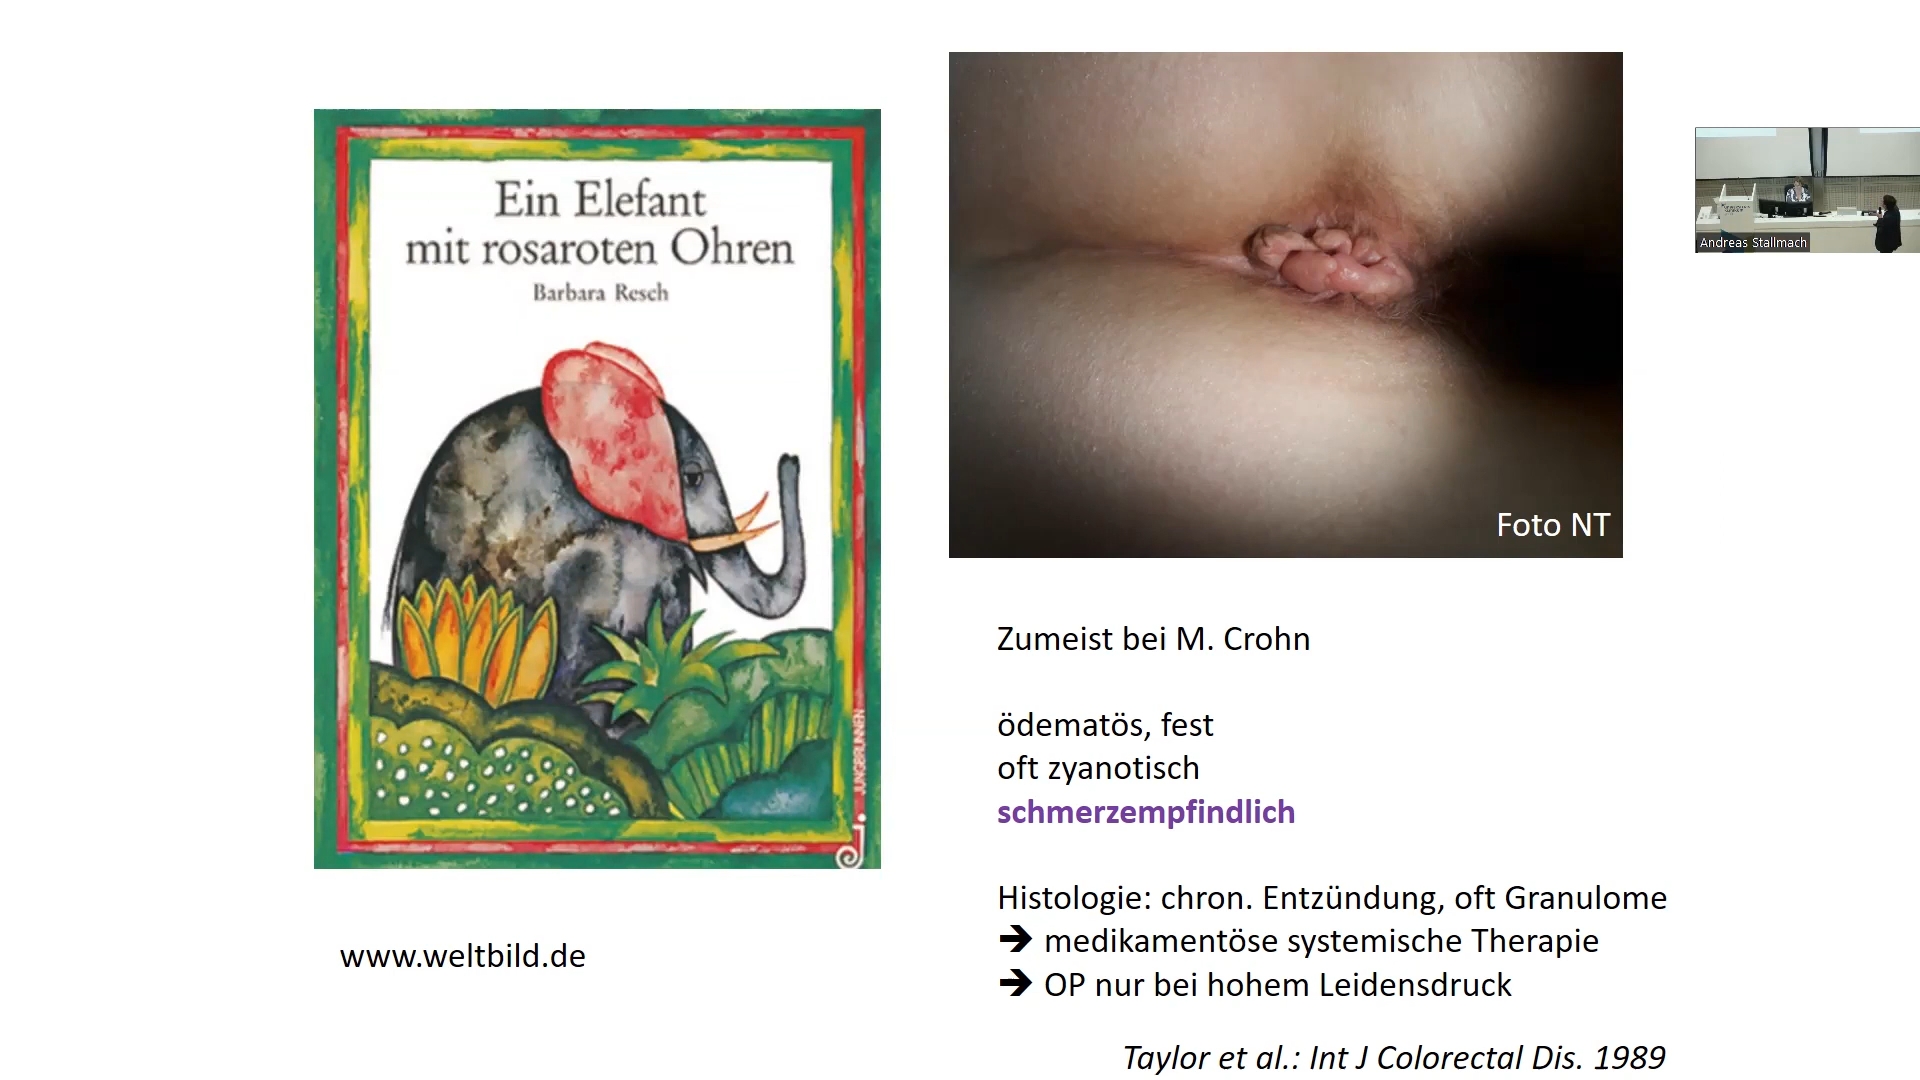 Ein Elefant
mit rosaroten Ohren
Barbara Resch
JUNGBRUNNEN
www.weltbild.de
Foto NT
Zumeist bei M. Crohn
ödematös, fest
oft zyanotisch
schmerzempfindlich
Histologie: chron. Entzündung, oft Granulome
➔ medikamentöse systemische Therapie
➔ OP nur bei hohem Leidensdruck
Taylor et al.: Int J Colorectal Dis. 1989
Andreas Stallmach